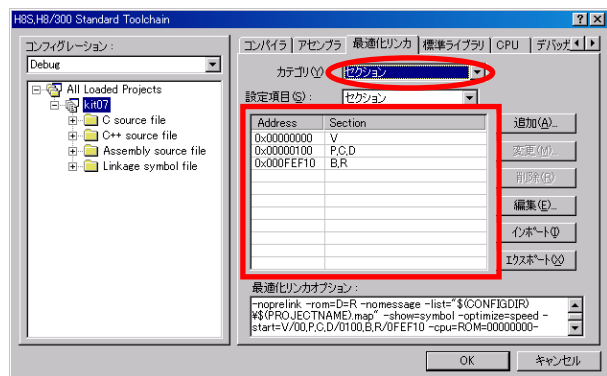 H8S,H8/300 Standard Toolchain
コンフィグレーション :
Debug
All Loaded Projects
kit07
C source file
C++ source file
Assembly source file
Linkage symbol file
コンパイラ アセンブラ 最適化リンカ 標準ライブラリ CPU デバッガ
カテゴリ(Y) セクション
設定項目(S) : セクション
Address Section
0x00000000 V
0x00000100 P,C,D
0x000FEF10 B,R
追加(A)...
変更(M)...
削除(R)
編集(E)...
インポート(I)
エクスポート(X)
最適化リンカオプション :
-noprelink -rom=D=R -nomessage -list="$(CONFIGDIR)
¥$(PROJECTNAME).map" -show=symbol -optimize=speed -
start=V/00,P,C,D/0100,B,R/0FEF10 -cpu=ROM=00000000-
OK キャンセル